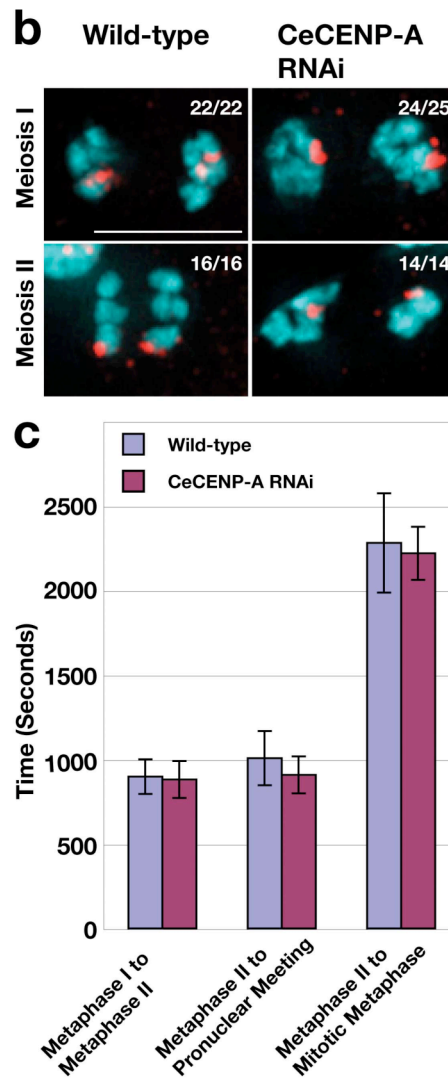 b
Wild-type
CeCENP-A
RNAi
Meiosis I
22/22
24/25
Meiosis II
16/16
14/14
c
Wild-type
CeCENP-A RNAi
Time (Seconds)
2500
2000
1500
1000
500
0
Metaphase I to
Metaphase II
Metaphase II to
Pronuclear Meeting
Metaphase II to
Mitotic Metaphase